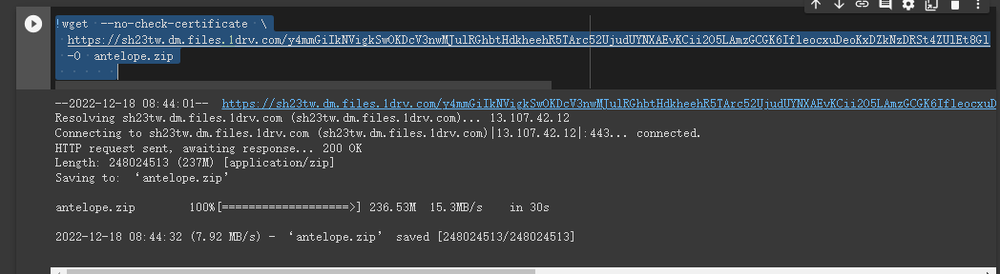 !wget --no-check-certificate \
https://sh23tw.dm.files.1drv.com/y4mmGiIkNVigkSwOKDcV3nwMJulRGhbtHdkheehR5TArc52UjudUYNXAEvKCii2O5LAmzGCGK6IfleocxuDeoKxDZkNzDRSt4ZUlEt8Gl
-O antelope.zip
--2022-12-18 08:44:01-- https://sh23tw.dm.files.1drv.com/y4mmGiIkNVigkSwOKDcV3nwMJulRGhbtHdkheehR5TArc52UjudUYNXAEvKCii2O5LAmzGCGK6IfleocxuD
Resolving sh23tw.dm.files.1drv.com (sh23tw.dm.files.1drv.com)... 13.107.42.12
Connecting to sh23tw.dm.files.1drv.com (sh23tw.dm.files.1drv.com)|13.107.42.12|:443... connected.
HTTP request sent, awaiting response... 200 OK
Length: 248024513 (237M) [application/zip]
Saving to: ‘antelope.zip’
antelope.zip 100%[===================>] 236.53M 15.3MB/s in 30s
2022-12-18 08:44:32 (7.92 MB/s) - ‘antelope.zip’ saved [248024513/248024513]